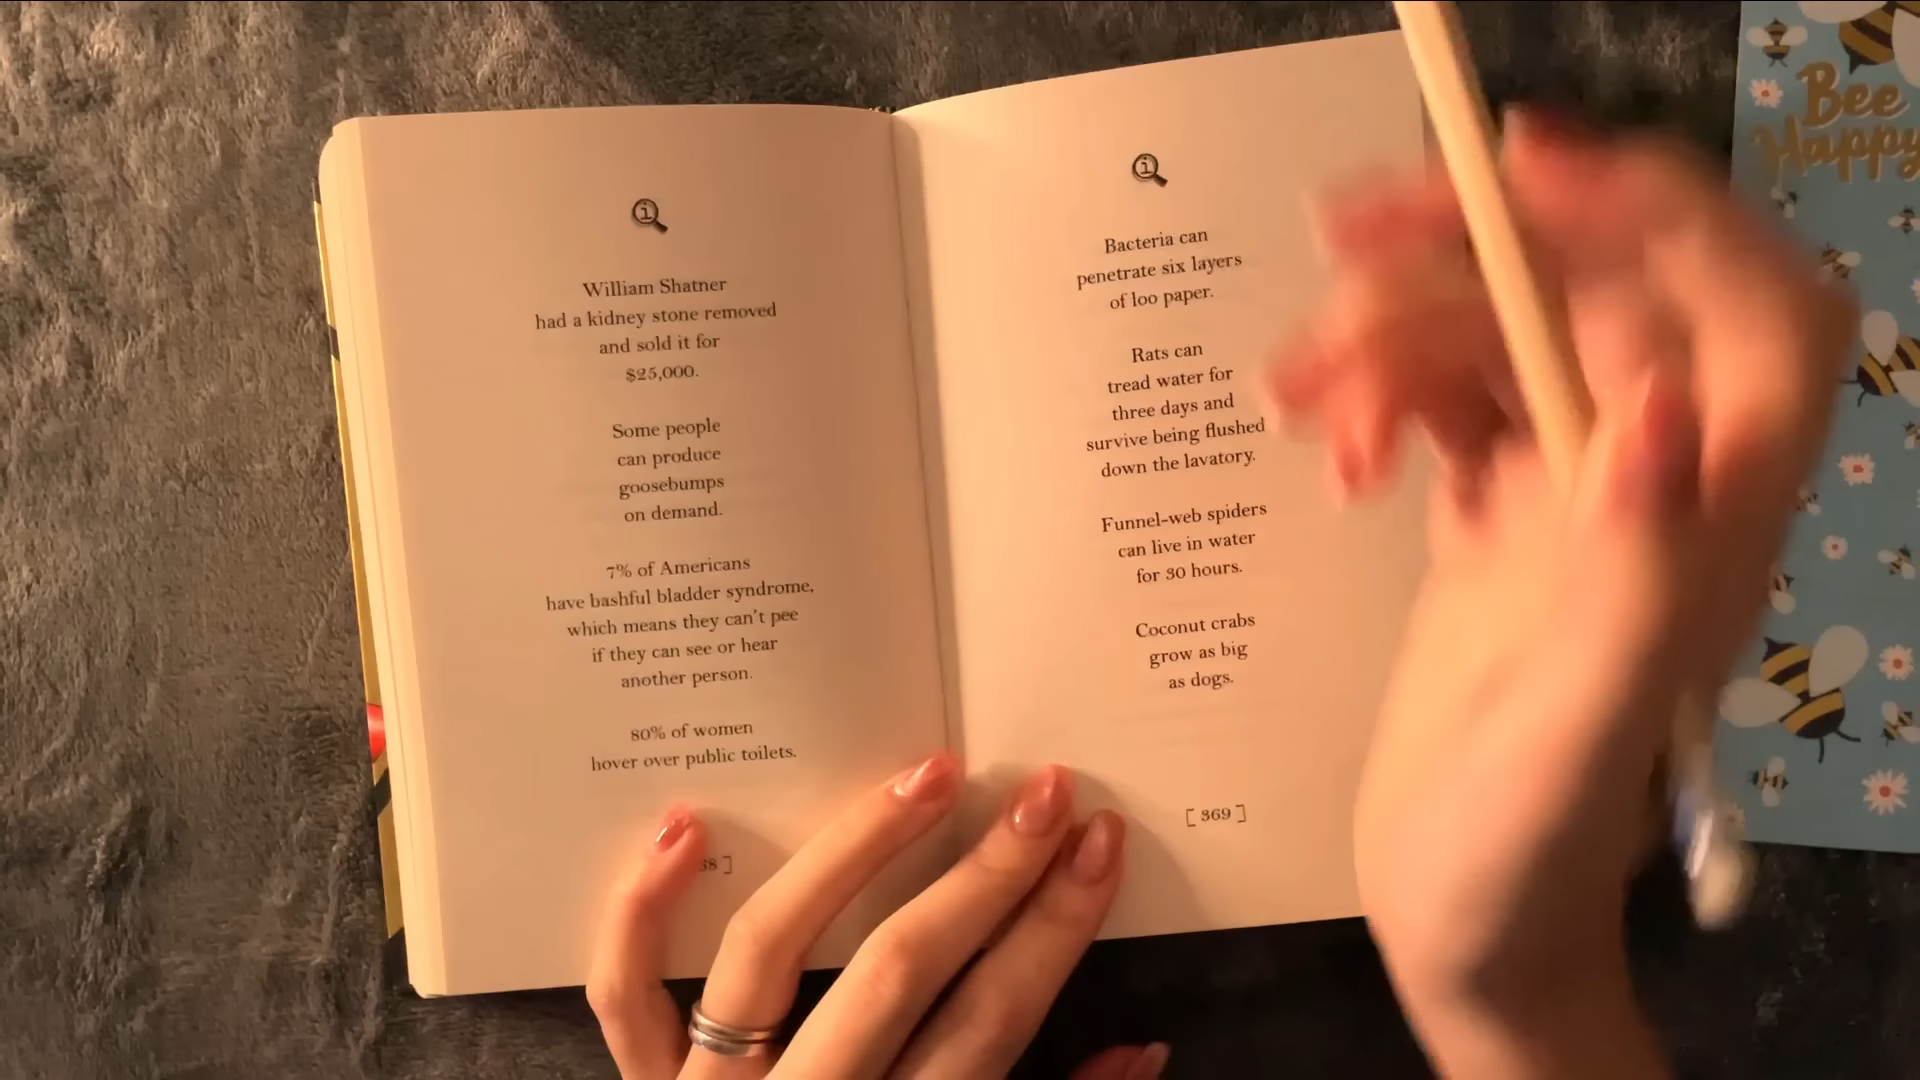 William Shatner
had a kidney stone removed
and sold it for
$25,000.
Some people
can produce
goosebumps
on demand.
7% of Americans
have bashful bladder syndrome,
which means they can't pee
if they can see or hear
another person.
80% of women
hover over public toilets.
68 ]
Bacteria can
penetrate six layers
of loo paper.
Rats can
tread water for
three days and
survive being flushed
down the lavatory.
Funnel-web spiders
can live in water
for 30 hours.
Coconut crabs
grow as big
as dogs.
[ 369 ]
Bee
Happy